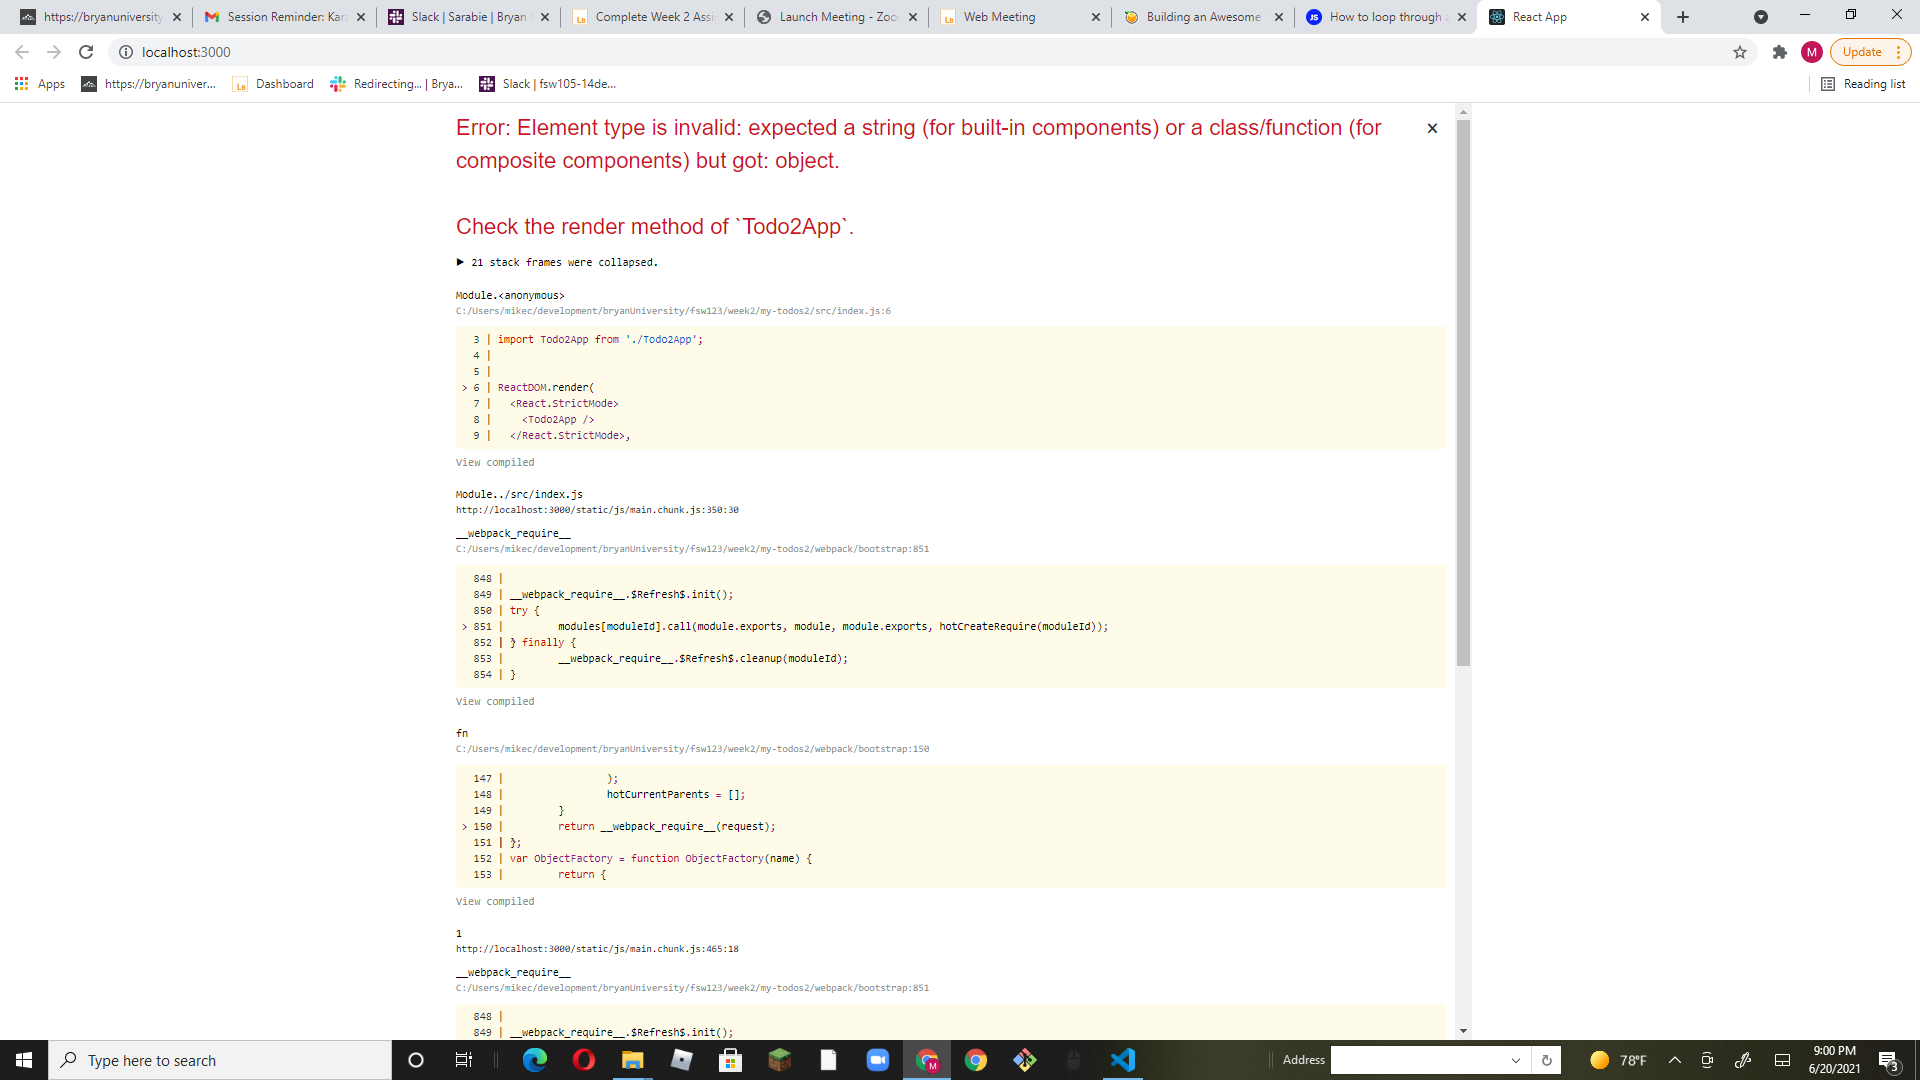 https://bryanuniversity
Session Reminder: Kar
Slack | Sarabie | Bryan
Complete Week 2 Assi
Launch Meeting - Zoo
Web Meeting
Building an Awesome
How to loop through a
React App
localhost:3000
M
Update
Apps
https://bryanuniver...
Dashboard
Redirecting... | Brya...
Slack | fsw105-14de...
Reading list
Error: Element type is invalid: expected a string (for built-in components) or a class/function (for
composite components) but got: object.
Check the render method of `Todo2App`.
▶ 21 stack frames were collapsed.
Module.<anonymous>
C:/Users/mikec/development/bryanUniversity/fsw123/week2/my-todos2/src/index.js:6
3 | import Todo2App from './Todo2App';
4 |
5 |
> 6 | ReactDOM.render(
7 |   <React.StrictMode>
8 |     <Todo2App />
9 |   </React.StrictMode>,
View compiled
Module../src/index.js
http://localhost:3000/static/js/main.chunk.js:350:30
__webpack_require__
C:/Users/mikec/development/bryanUniversity/fsw123/week2/my-todos2/webpack/bootstrap:851
848 |
849 | __webpack_require__.$Refresh$.init();
850 | try {
> 851 |         modules[moduleId].call(module.exports, module, module.exports, hotCreateRequire(moduleId));
852 | } finally {
853 |         __webpack_require__.$Refresh$.cleanup(moduleId);
854 | }
View compiled
fn
C:/Users/mikec/development/bryanUniversity/fsw123/week2/my-todos2/webpack/bootstrap:150
147 |                 );
148 |                 hotCurrentParents = [];
149 |         }
> 150 |         return __webpack_require__(request);
151 | };
152 | var ObjectFactory = function ObjectFactory(name) {
153 |         return {
View compiled
1
http://localhost:3000/static/js/main.chunk.js:465:18
__webpack_require__
C:/Users/mikec/development/bryanUniversity/fsw123/week2/my-todos2/webpack/bootstrap:851
848 |
849 | __webpack_require__.$Refresh$.init();
Type here to search
Address
78°F
9:00 PM
6/20/2021
3